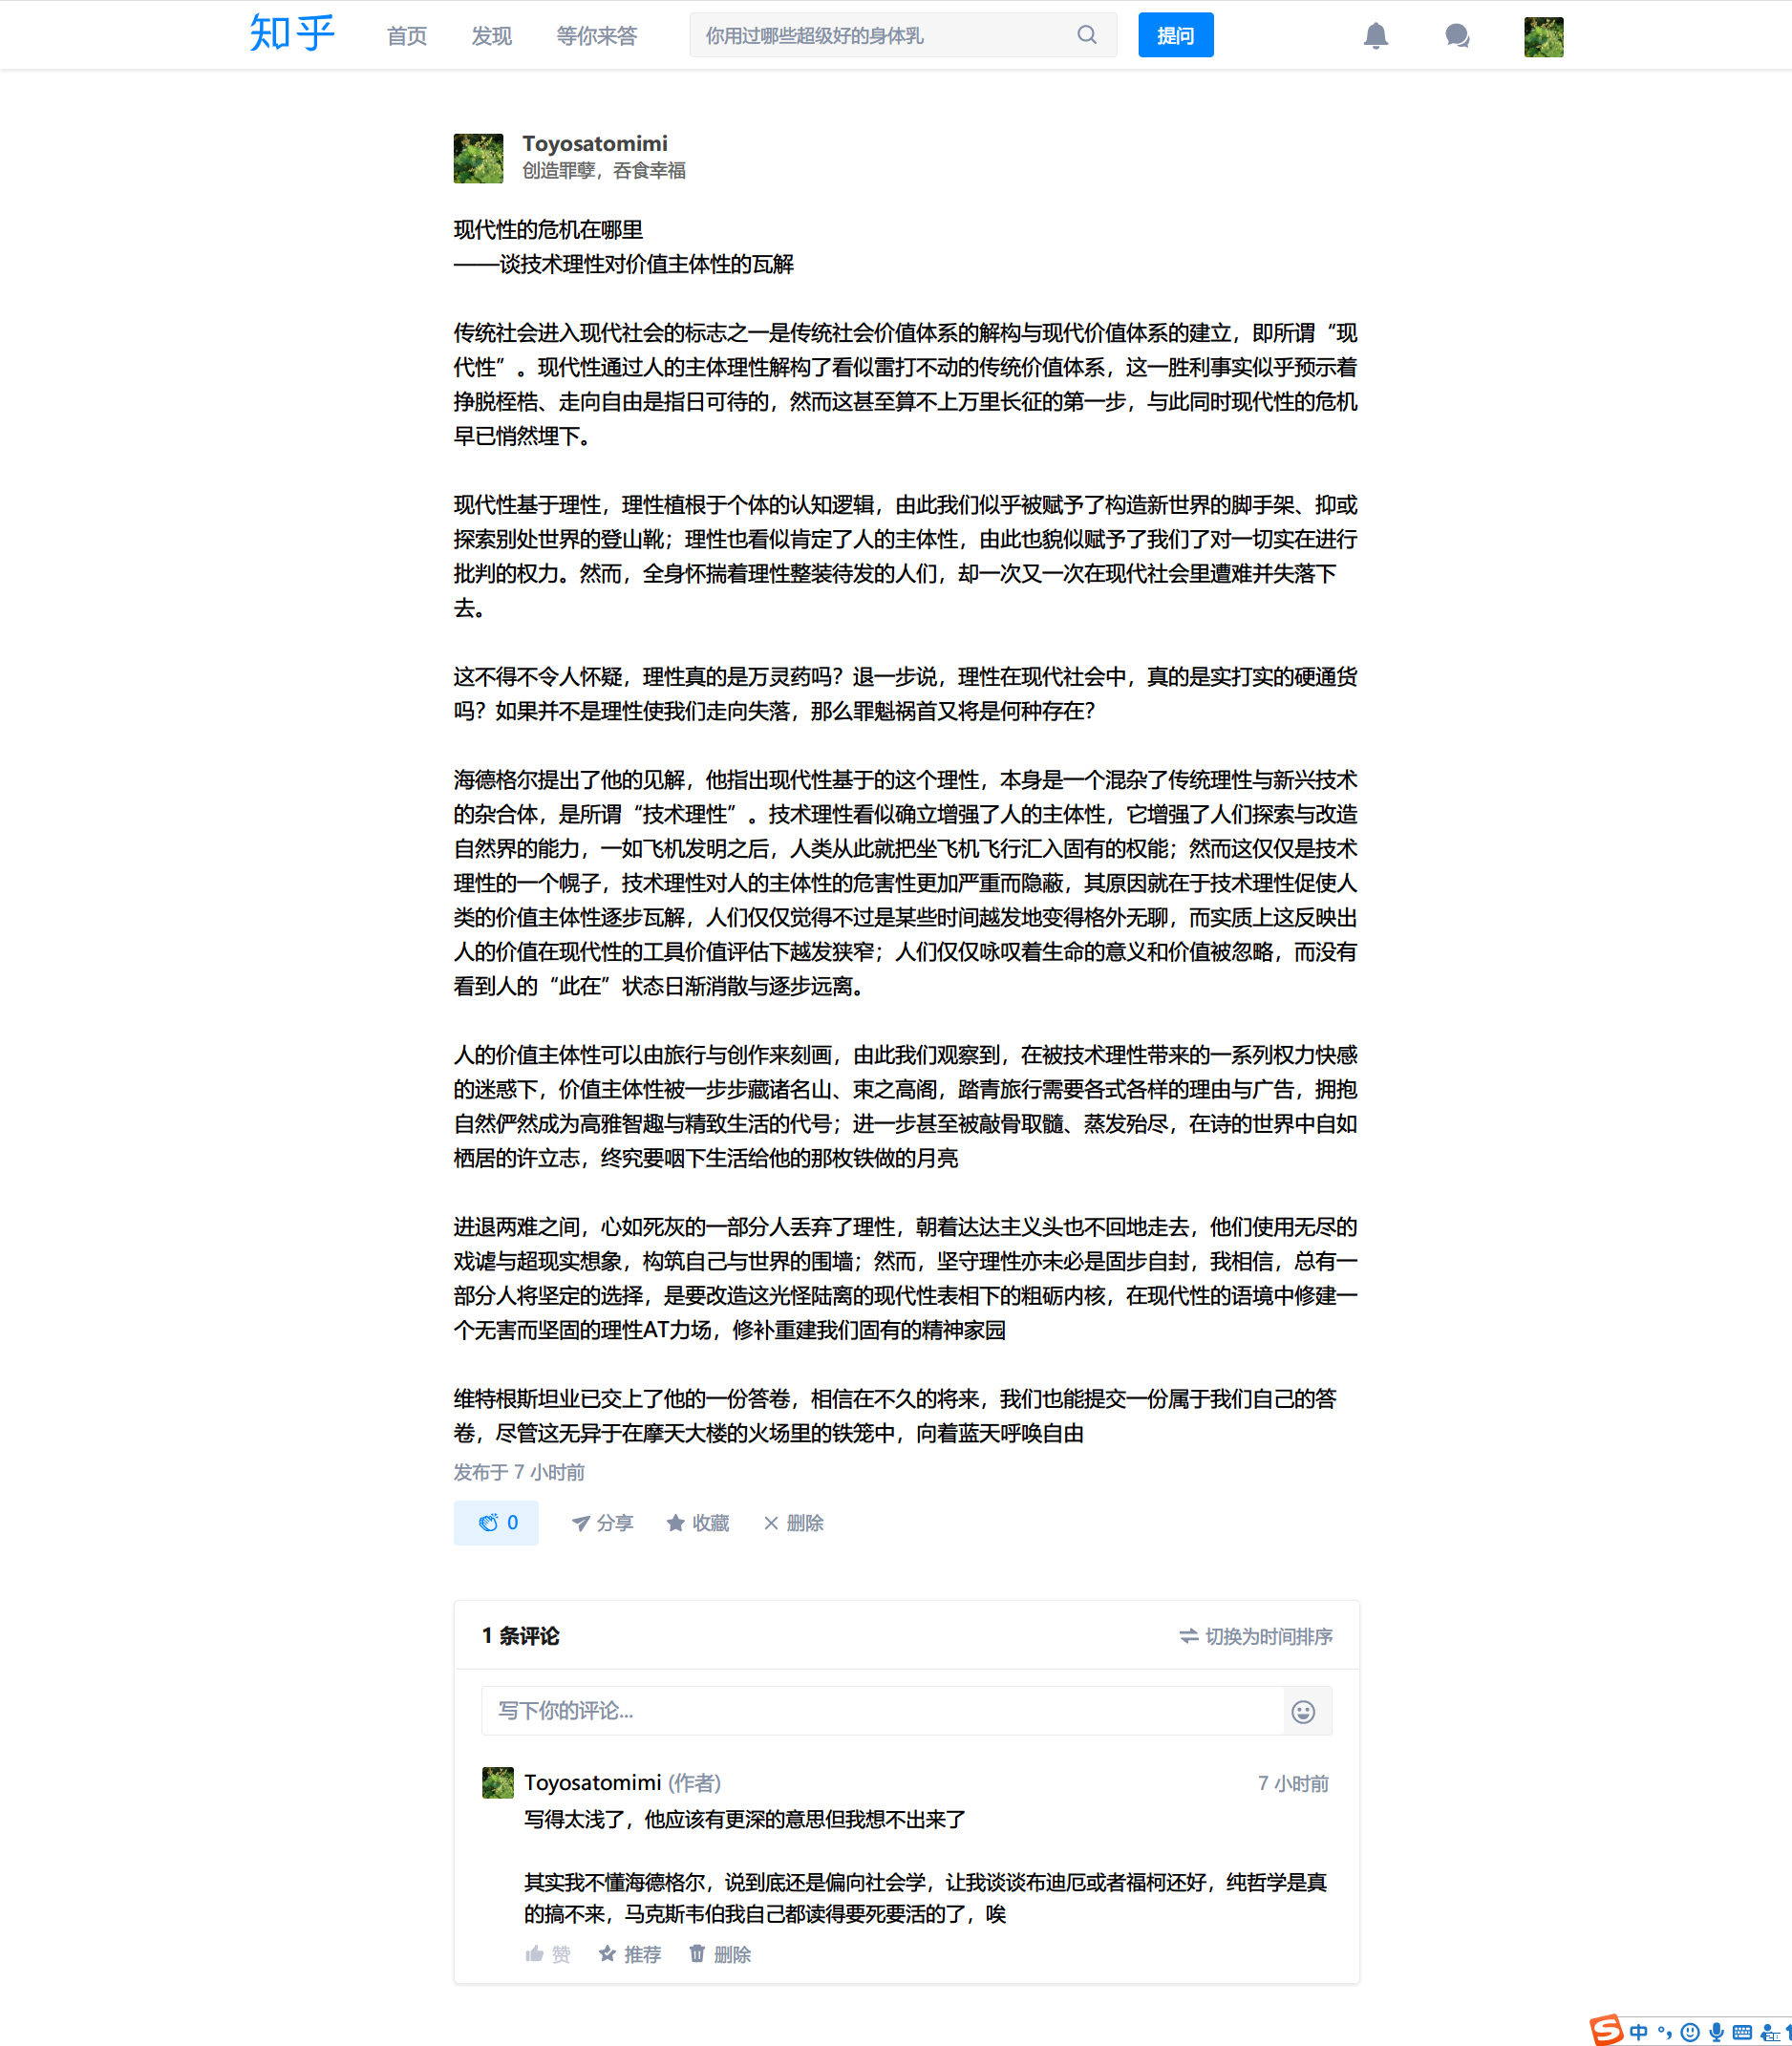 知乎
首页 发现 等你来答 你用过哪些超级好的身体乳 提问
Toyosatomimi
创造罪孽，吞食幸福
现代性的危机在哪里
——谈技术理性对价值主体性的瓦解
传统社会进入现代社会的标志之一是传统社会价值体系的解构与现代价值体系的建立，即所谓“现
代性”。现代性通过人的主体理性解构了看似雷打不动的传统价值体系，这一胜利事实似乎预示着
挣脱桎梏、走向自由是指日可待的，然而这甚至算不上万里长征的第一步，与此同时现代性的危机
早已悄然埋下。
现代性基于理性，理性植根于个体的认知逻辑，由此我们似乎被赋予了构造新世界的脚手架、抑或
探索别处世界的登山靴；理性也看似肯定了人的主体性，由此也貌似赋予了我们了对一切实在进行
批判的权力。然而，全身怀揣着理性整装待发的人们，却一次又一次在现代社会里遭难并失落下
去。
这不得不令人怀疑，理性真的是万灵药吗？退一步说，理性在现代社会中，真的是实打实的硬通货
吗？如果并不是理性使我们走向失落，那么罪魁祸首又将是何种存在？
海德格尔提出了他的见解，他指出现代性基于的这个理性，本身是一个混杂了传统理性与新兴技术
的杂合体，是所谓“技术理性”。技术理性看似确立增强了人的主体性，它增强了人们探索与改造
自然界的能力，一如飞机发明之后，人类从此就把坐飞机飞行汇入固有的权能；然而这仅仅是技术
理性的一个幌子，技术理性对人的主体性的危害性更加严重而隐蔽，其原因就在于技术理性促使人
类的价值主体性逐步瓦解，人们仅仅觉得不过是某些时间越发地变得格外无聊，而实质上这反映出
人的价值在现代性的工具价值评估下越发狭窄；人们仅仅咏叹着生命的意义和价值被忽略，而没有
看到人的“此在”状态日渐消散与逐步远离。
人的价值主体性可以由旅行与创作来刻画，由此我们观察到，在被技术理性带来的一系列权力快感
的迷惑下，价值主体性被一步步藏诸名山、束之高阁，踏青旅行需要各式各样的理由与广告，拥抱
自然俨然成为高雅智趣与精致生活的代号；进一步甚至被敲骨取髓、蒸发殆尽，在诗的世界中自如
栖居的许立志，终究要咽下生活给他的那枚铁做的月亮
进退两难之间，心如死灰的一部分人丢弃了理性，朝着达达主义头也不回地走去，他们使用无尽的
戏谑与超现实想象，构筑自己与世界的围墙；然而，坚守理性亦未必是固步自封，我相信，总有一
部分人将坚定的选择，是要改造这光怪陆离的现代性表相下的粗砺内核，在现代性的语境中修建一
个无害而坚固的理性AT力场，修补重建我们固有的精神家园
维特根斯坦业已交上了他的一份答卷，相信在不久的将来，我们也能提交一份属于我们自己的答
卷，尽管这无异于在摩天大楼的火场里的铁笼中，向着蓝天呼唤自由
发布于 7 小时前
0 分享 收藏 删除
1 条评论 切换为时间排序
写下你的评论...
Toyosatomimi (作者) 7 小时前
写得太浅了，他应该有更深的意思但我想不出来了
其实我不懂海德格尔，说到底还是偏向社会学，让我谈谈布迪厄或者福柯还好，纯哲学是真
的搞不来，马克斯韦伯我自己都读得要死要活的了，唉
赞 推荐 删除
S 中